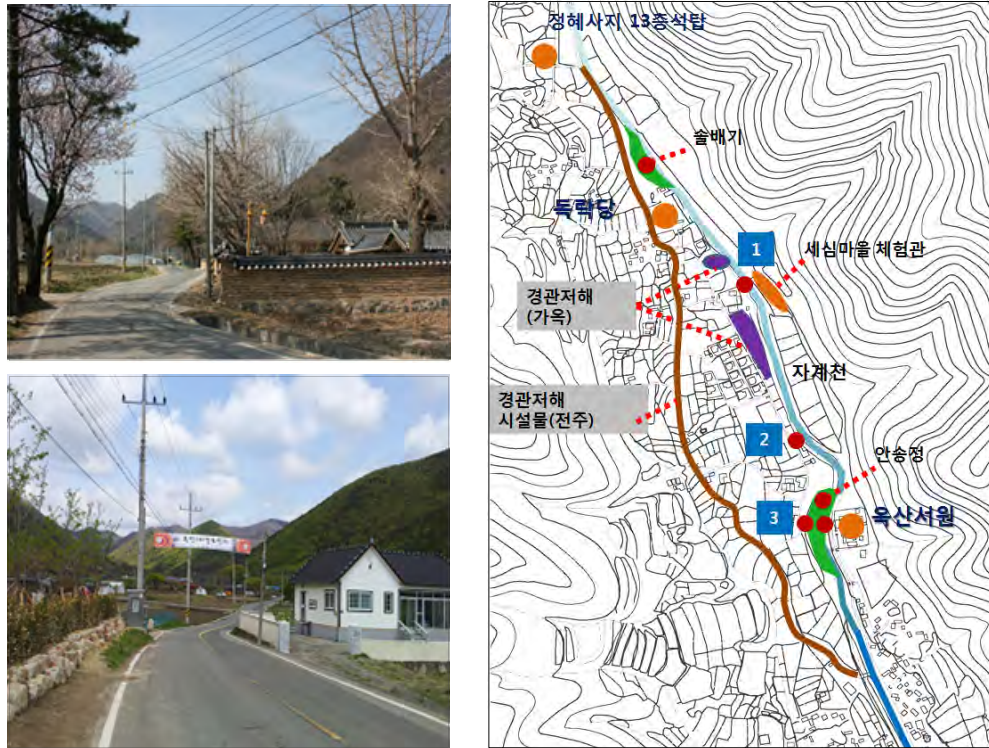 정혜사지 13층석탑
솔배기
독락당
1
세심마을 체험관
경관저해
(가옥)
자계천
경관저해
시설물(전주)
2
안송정
3
옥산서원